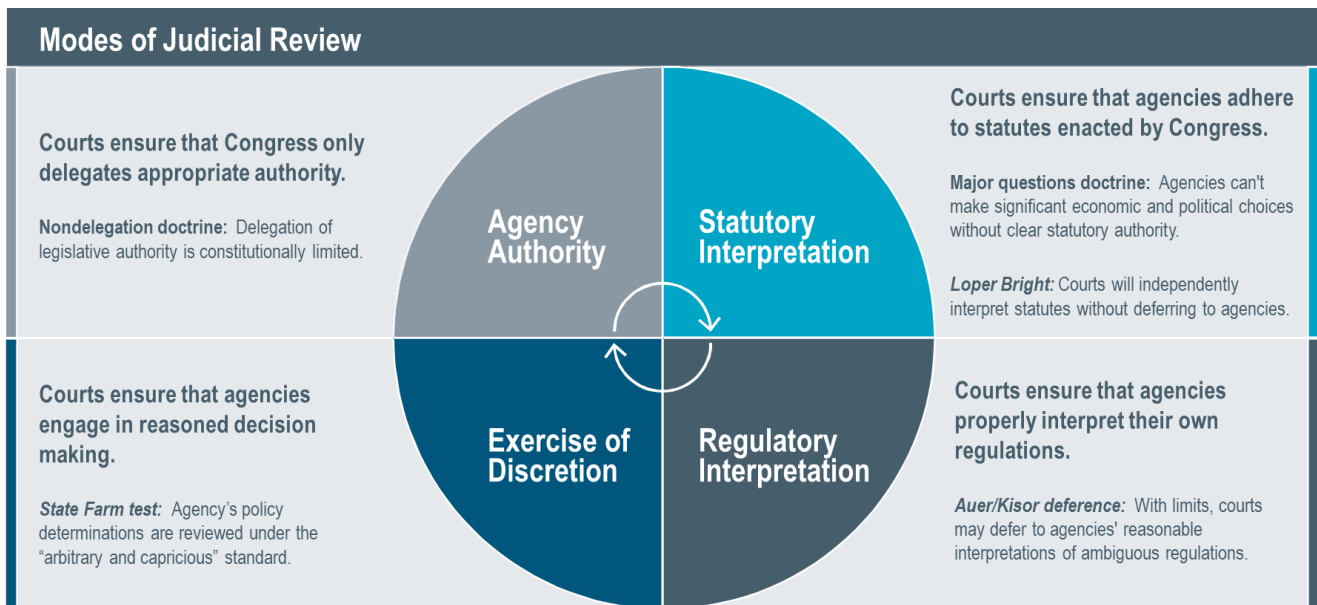 Modes of Judicial Review
Courts ensure that Congress only
delegates appropriate authority.
Nondelegation doctrine: Delegation of
legislative authority is constitutionally limited.
Agency
Authority
Statutory
Interpretation
Courts ensure that agencies adhere
to statutes enacted by Congress.
Major questions doctrine: Agencies can't
make significant economic and political choices
without clear statutory authority.
Loper Bright: Courts will independently
interpret statutes without deferring to agencies.
Courts ensure that agencies
engage in reasoned decision
making.
State Farm test: Agency’s policy
determinations are reviewed under the
“arbitrary and capricious” standard.
Exercise of
Discretion
Regulatory
Interpretation
Courts ensure that agencies
properly interpret their own
regulations.
Auer/Kisor deference: With limits, courts
may defer to agencies' reasonable
interpretations of ambiguous regulations.